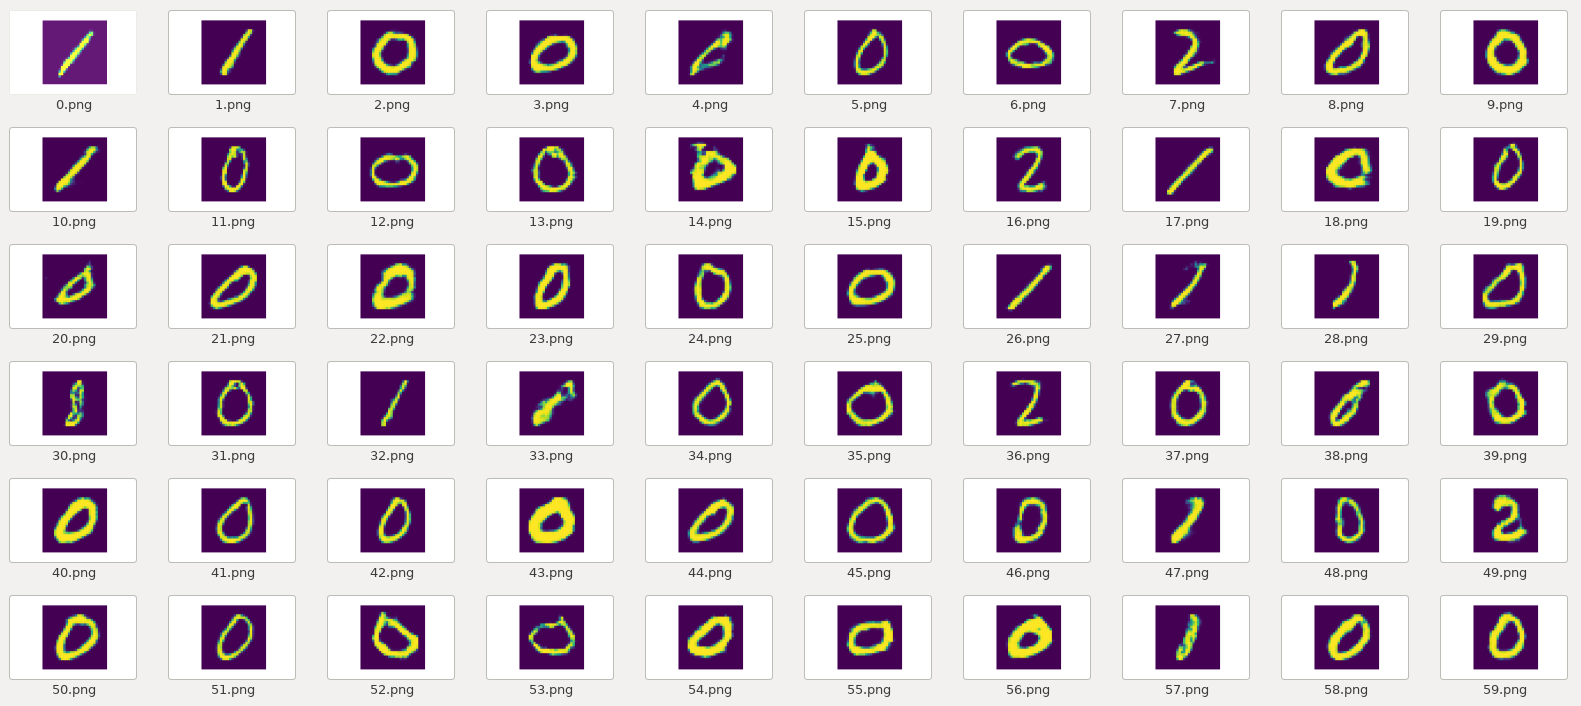 0.png 1.png 2.png 3.png 4.png 5.png 6.png 7.png 8.png 9.png
10.png 11.png 12.png 13.png 14.png 15.png 16.png 17.png 18.png 19.png
20.png 21.png 22.png 23.png 24.png 25.png 26.png 27.png 28.png 29.png
30.png 31.png 32.png 33.png 34.png 35.png 36.png 37.png 38.png 39.png
40.png 41.png 42.png 43.png 44.png 45.png 46.png 47.png 48.png 49.png
50.png 51.png 52.png 53.png 54.png 55.png 56.png 57.png 58.png 59.png